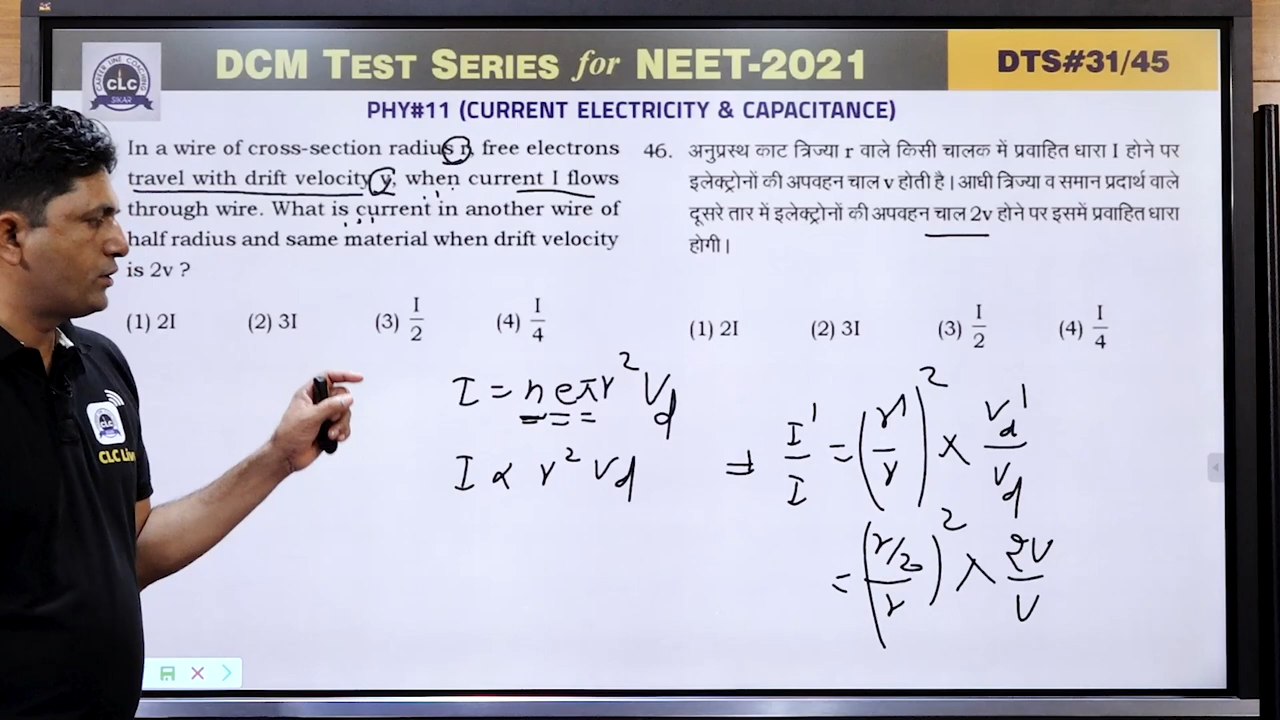 DCM TEST SERIES for NEET-2021
DTS#31/45
CAREER LINE COACHING
CLC
SIKAR
PHY#11 (CURRENT ELECTRICITY & CAPACITANCE)
In a wire of cross-section radius r, free electrons
travel with drift velocity v, when current I flows
through wire. What is current in another wire of
half radius and same material when drift velocity
is 2v ?
(1) 2I (2) 3I (3) I/2 (4) I/4
46. अनुप्रस्थ काट त्रिज्या r वाले किसी चालक में प्रवाहित धारा I होने पर
इलेक्ट्रोनों की अपवहन चाल v होती है। आधी त्रिज्या व समान प्रदार्थ वाले
दूसरे तार में इलेक्ट्रोनों की अपवहन चाल 2v होने पर इसमें प्रवाहित धारा
होगी।
(1) 2I (2) 3I (3) I/2 (4) I/4
I = neπr² Vd
I ∝ r² Vd
⇒ I'/I = (r'/r)² × Vd'/Vd
= ((r/2)/r)² × 2V/V
CLC Live